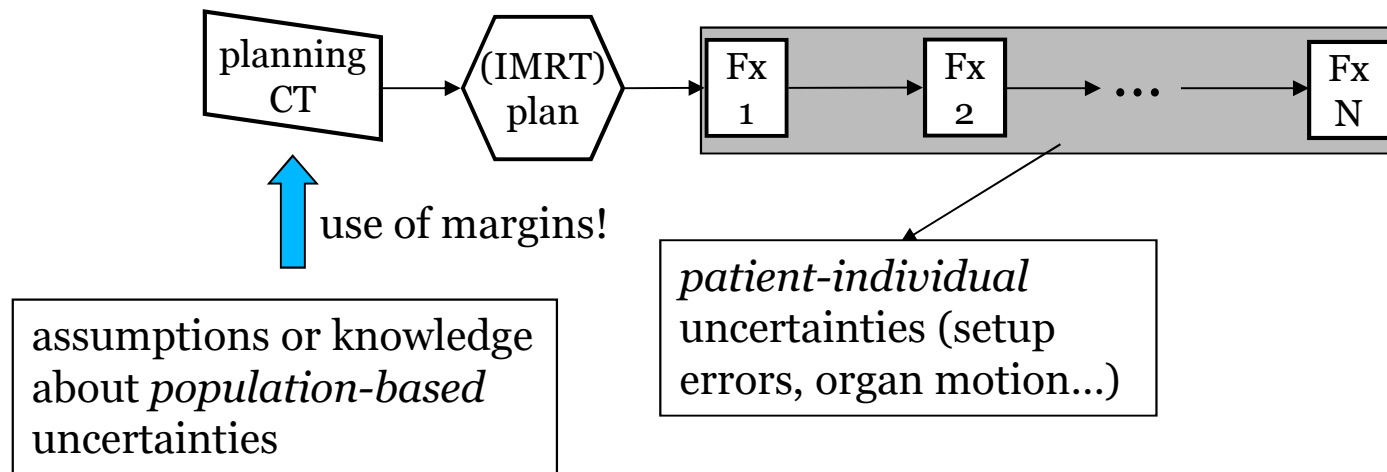 planning
CT
(IMRT)
plan
Fx
1
Fx
2
...
Fx
N
use of margins!
assumptions or knowledge
about population-based
uncertainties
patient-individual
uncertainties (setup
errors, organ motion...)